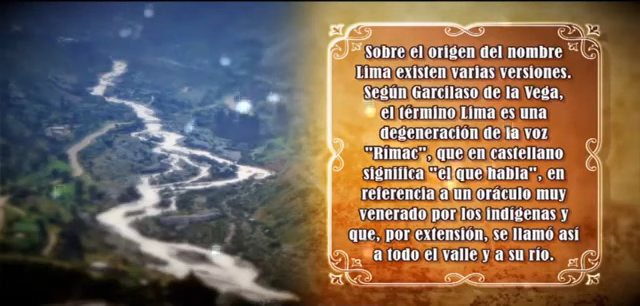 Sobre el origen del nombre
Lima existen varias versiones.
Según Garcilaso de la Vega,
el término Lima es una
degeneración de la voz
"Rímac", que en castellano
significa "el que habla", en
referencia a un oráculo muy
venerado por los indígenas y
que, por extensión, se llamó así
a todo el valle y a su río.